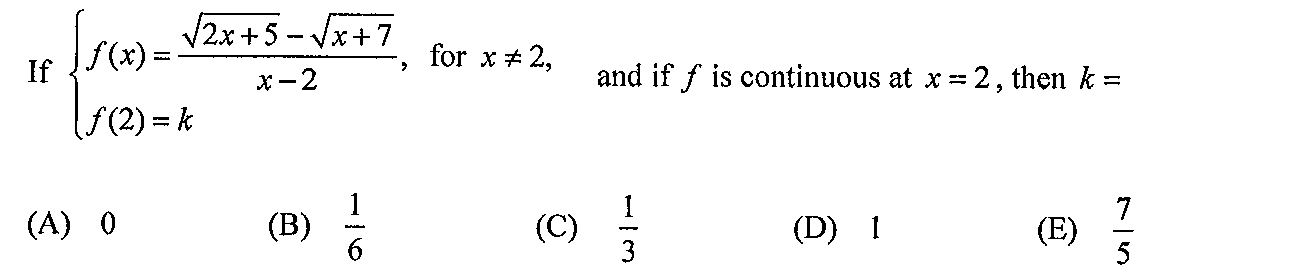 If { f(x) = (√(2x+5) − √(x+7)) / (x−2), for x ≠ 2,
f(2) = k
and if f is continuous at x = 2, then k =
(A) 0 (B) 1/6 (C) 1/3 (D) 1 (E) 7/5